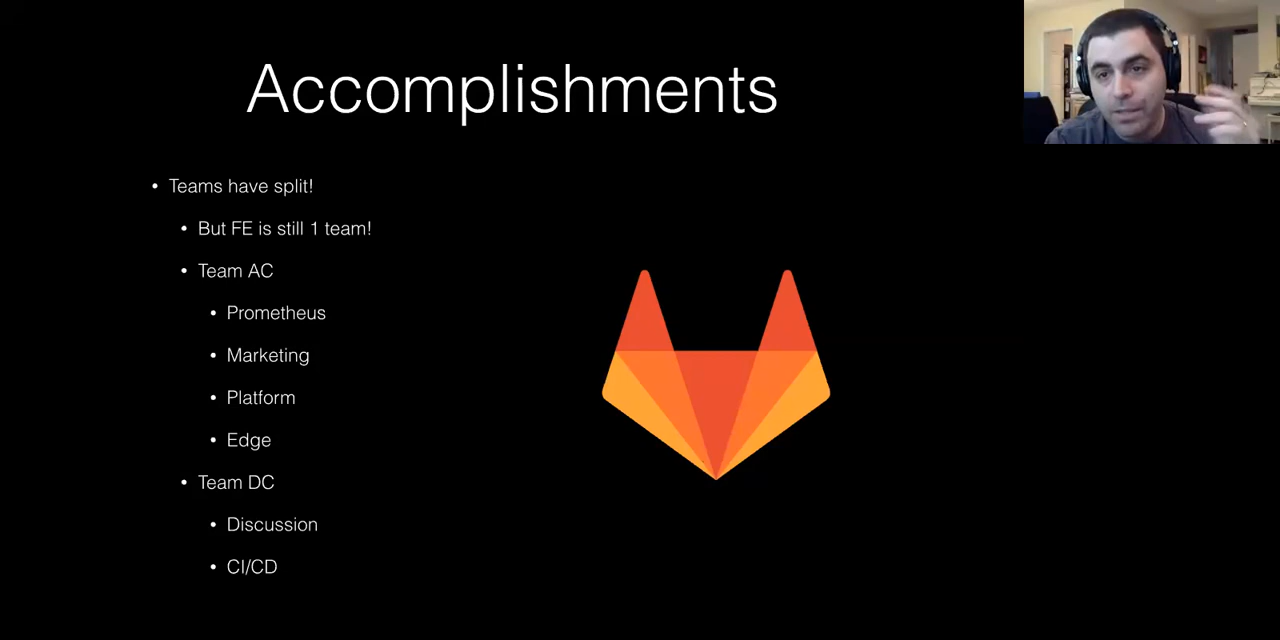 Accomplishments
• Teams have split!
• But FE is still 1 team!
• Team AC
• Prometheus
• Marketing
• Platform
• Edge
• Team DC
• Discussion
• CI/CD